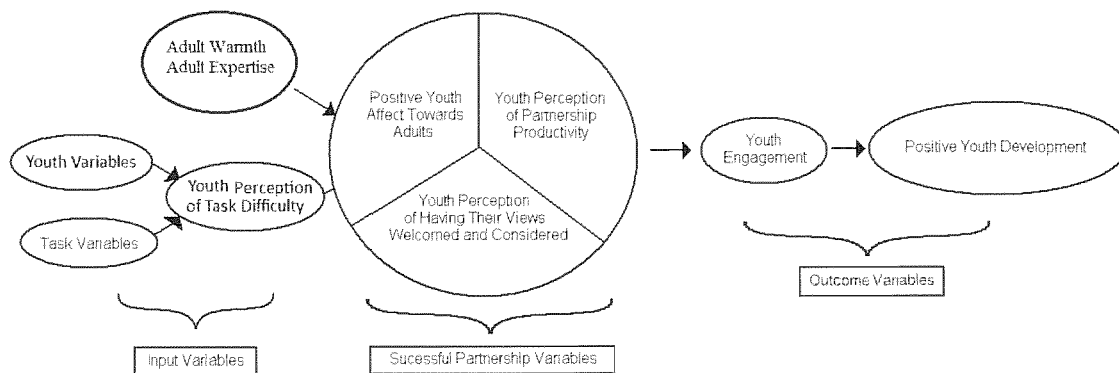 Adult Warmth
Adult Expertise
Positive Youth
Affect Towards
Adults
Youth Perception
of Partnership
Productivity
Youth Variables
Youth Perception
of Task Difficulty
Task Variables
Youth Perception
of Having Their Views
Welcomed and Considered
Youth
Engagement
Positive Youth Development
Outcome Variables
Input Variables
Sucessful Partnership Variables